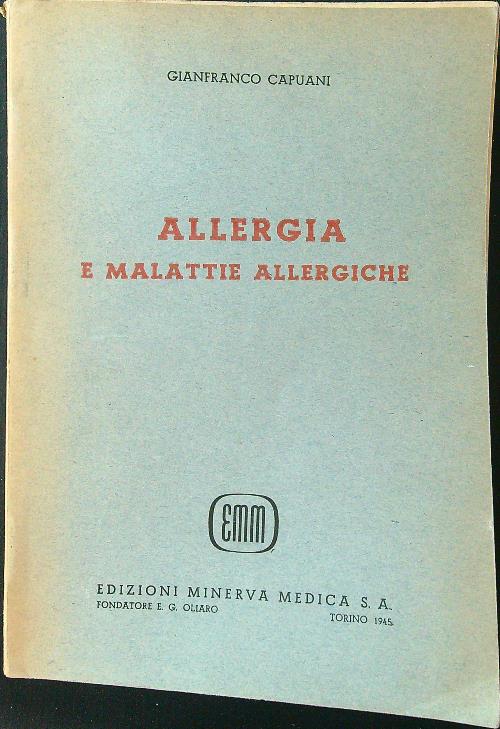 GIANFRANCO CAPUANI
ALLERGIA
E MALATTIE ALLERGICHE
EMM
EDIZIONI MINERVA MEDICA S. A.
FONDATORE E. G. OLIARO
TORINO 1945